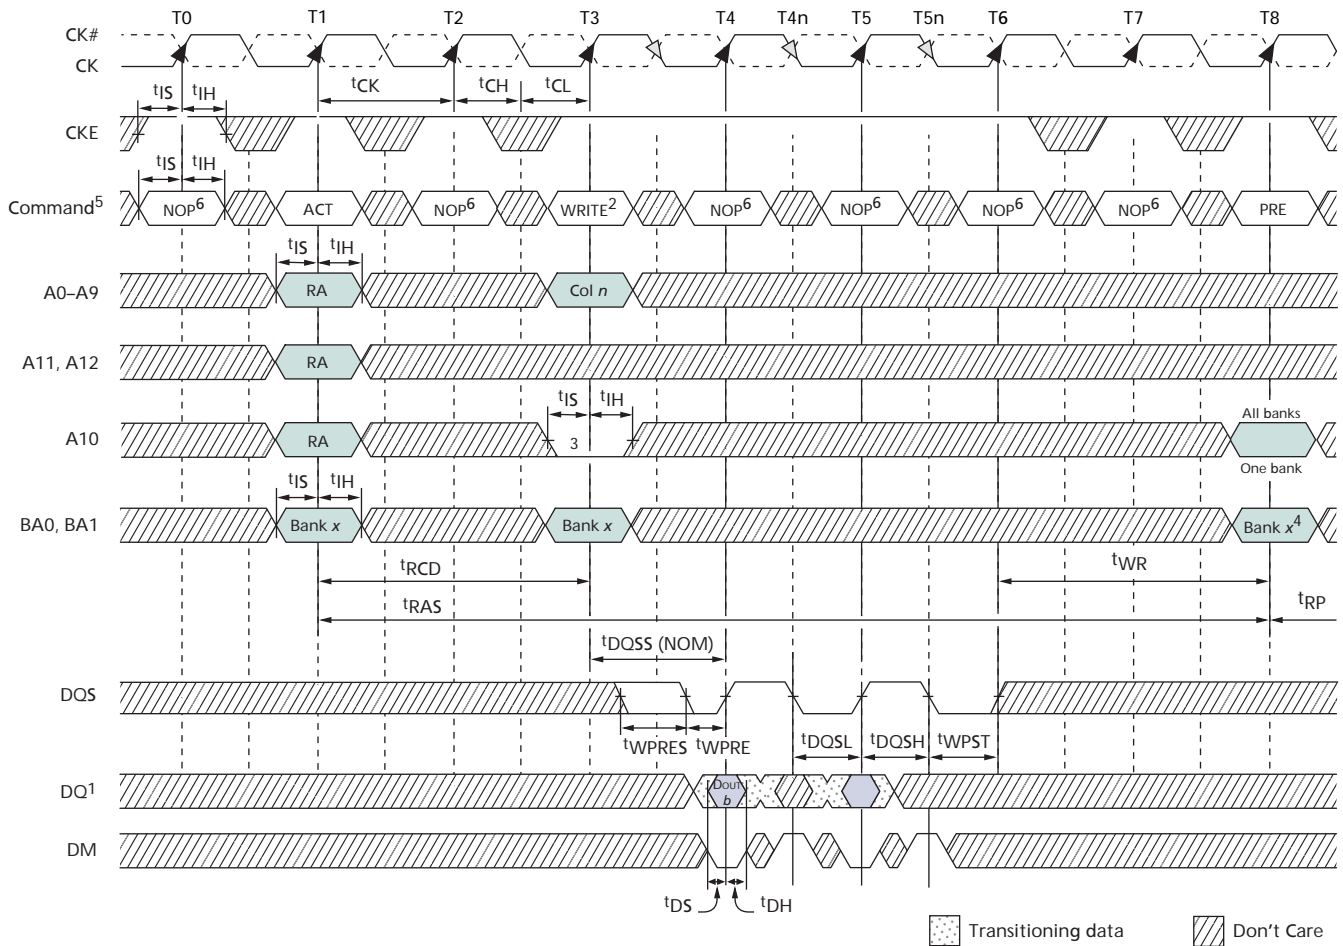 T0 T1 T2 T3 T4 T4n T5 T5n T6 T7 T8
CK#
CK
tCK tCH tCL
tIS tIH
CKE
tIS tIH
Command5 NOP6 ACT NOP6 WRITE2 NOP6 NOP6 NOP6 NOP6 PRE
tIS tIH
A0–A9 RA Col n
A11, A12 RA
tIS tIH
All banks
A10 RA 3
One bank
tIS tIH
BA0, BA1 Bank x Bank x Bank x4
tRCD tWR
tRAS tRP
tDQSS (NOM)
DQS
tWPRES tWPRE tDQSL tDQSH tWPST
DQ1 DOUT
b
DM
tDS tDH
Transitioning data Don't Care